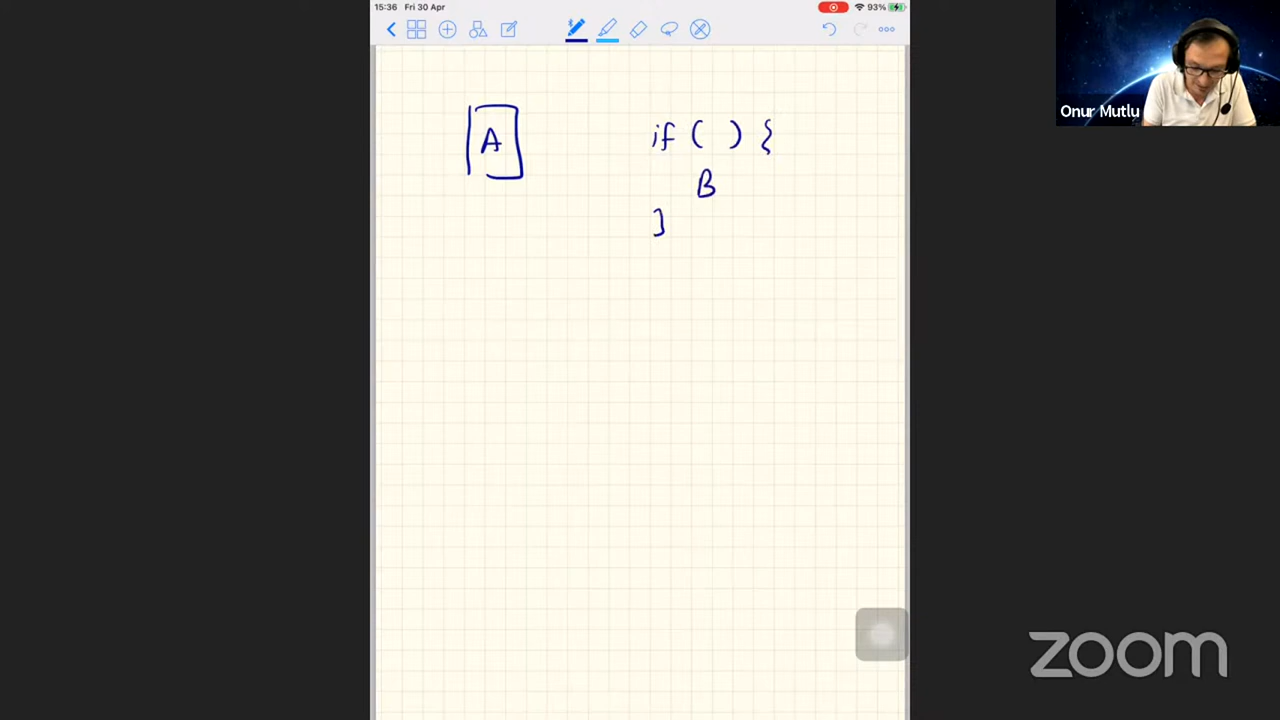 15:36 Fri 30 Apr 93%
Onur Mutlu
A if ( ) {
B
}
zoom